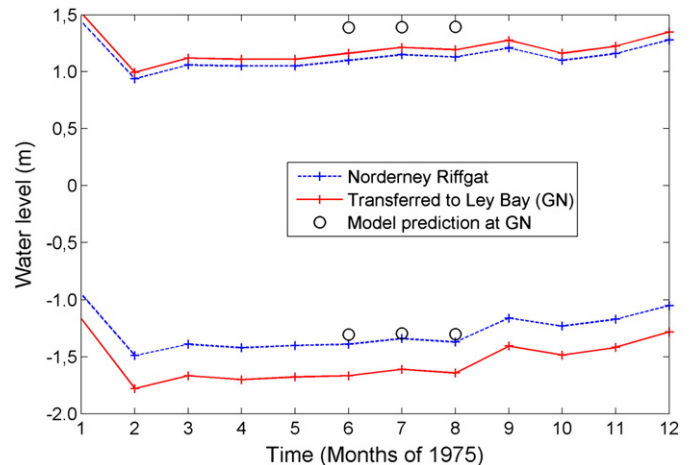 1.5
1.0
0,5
0
-0,5
-1.0
-1.5
-2.0
Water level (m)
Norderney Riffgat
Transferred to Ley Bay (GN)
Model prediction at GN
1 2 3 4 5 6 7 8 9 10 11 12
Time (Months of 1975)